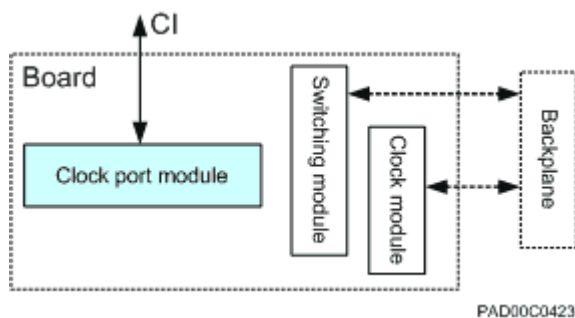 CI
Board
Clock port module
Switching module
Clock module
Backplane
PAD00C0423